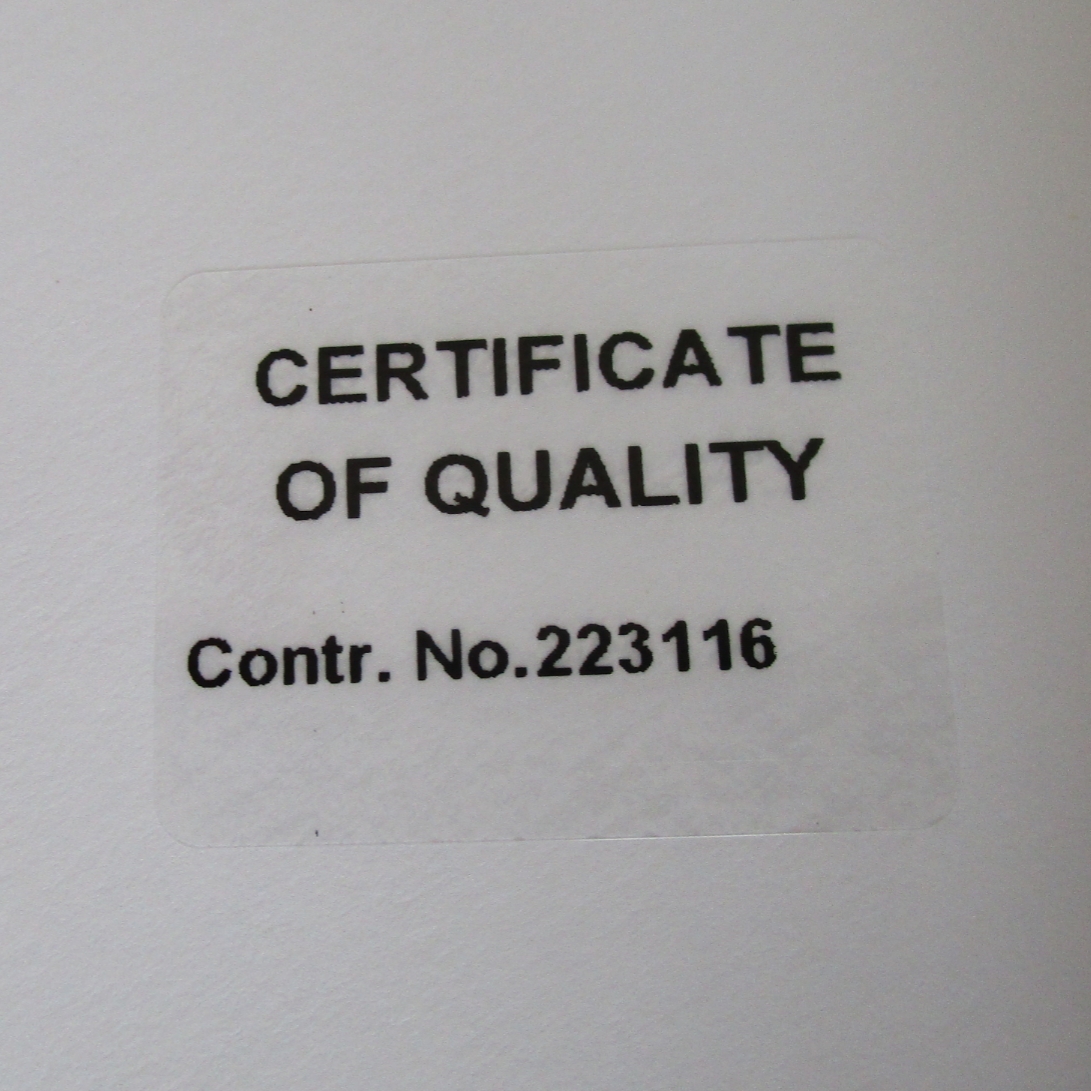 CERTIFICATE
OF QUALITY
Contr. No.223116